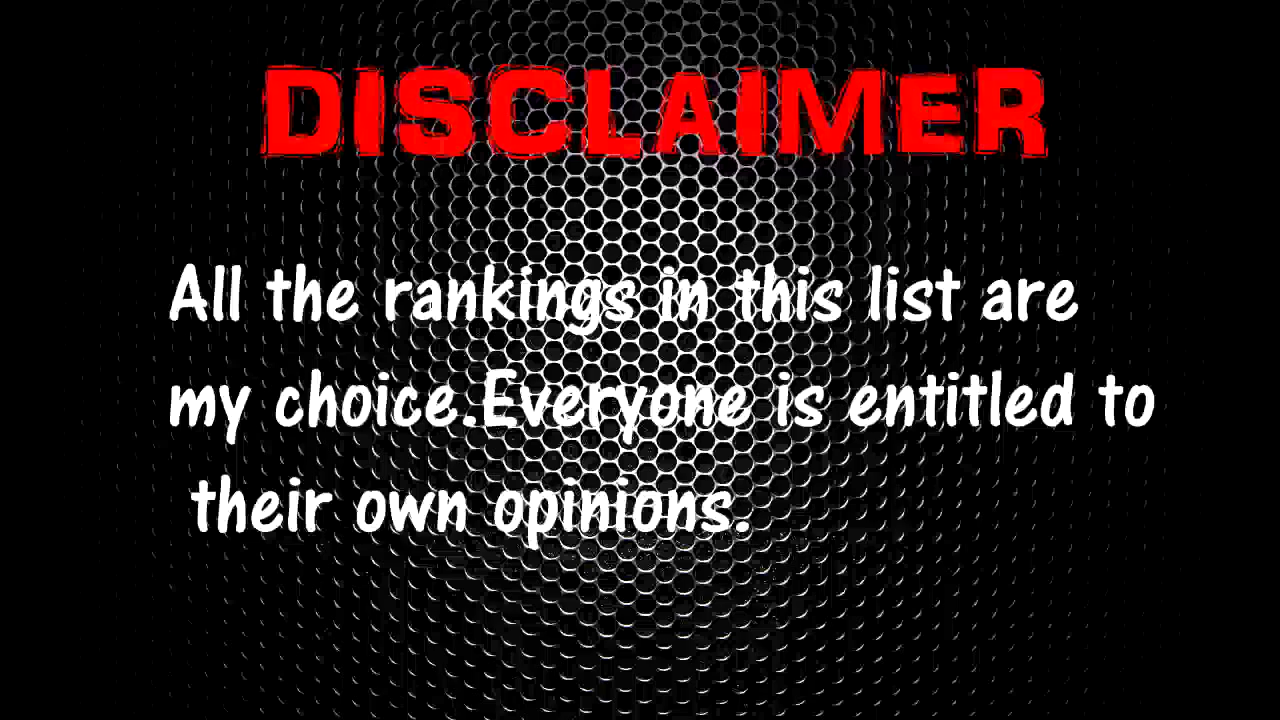 DISCLAIMER
All the rankings in this list are
my choice.Everyone is entitled to
their own opinions.